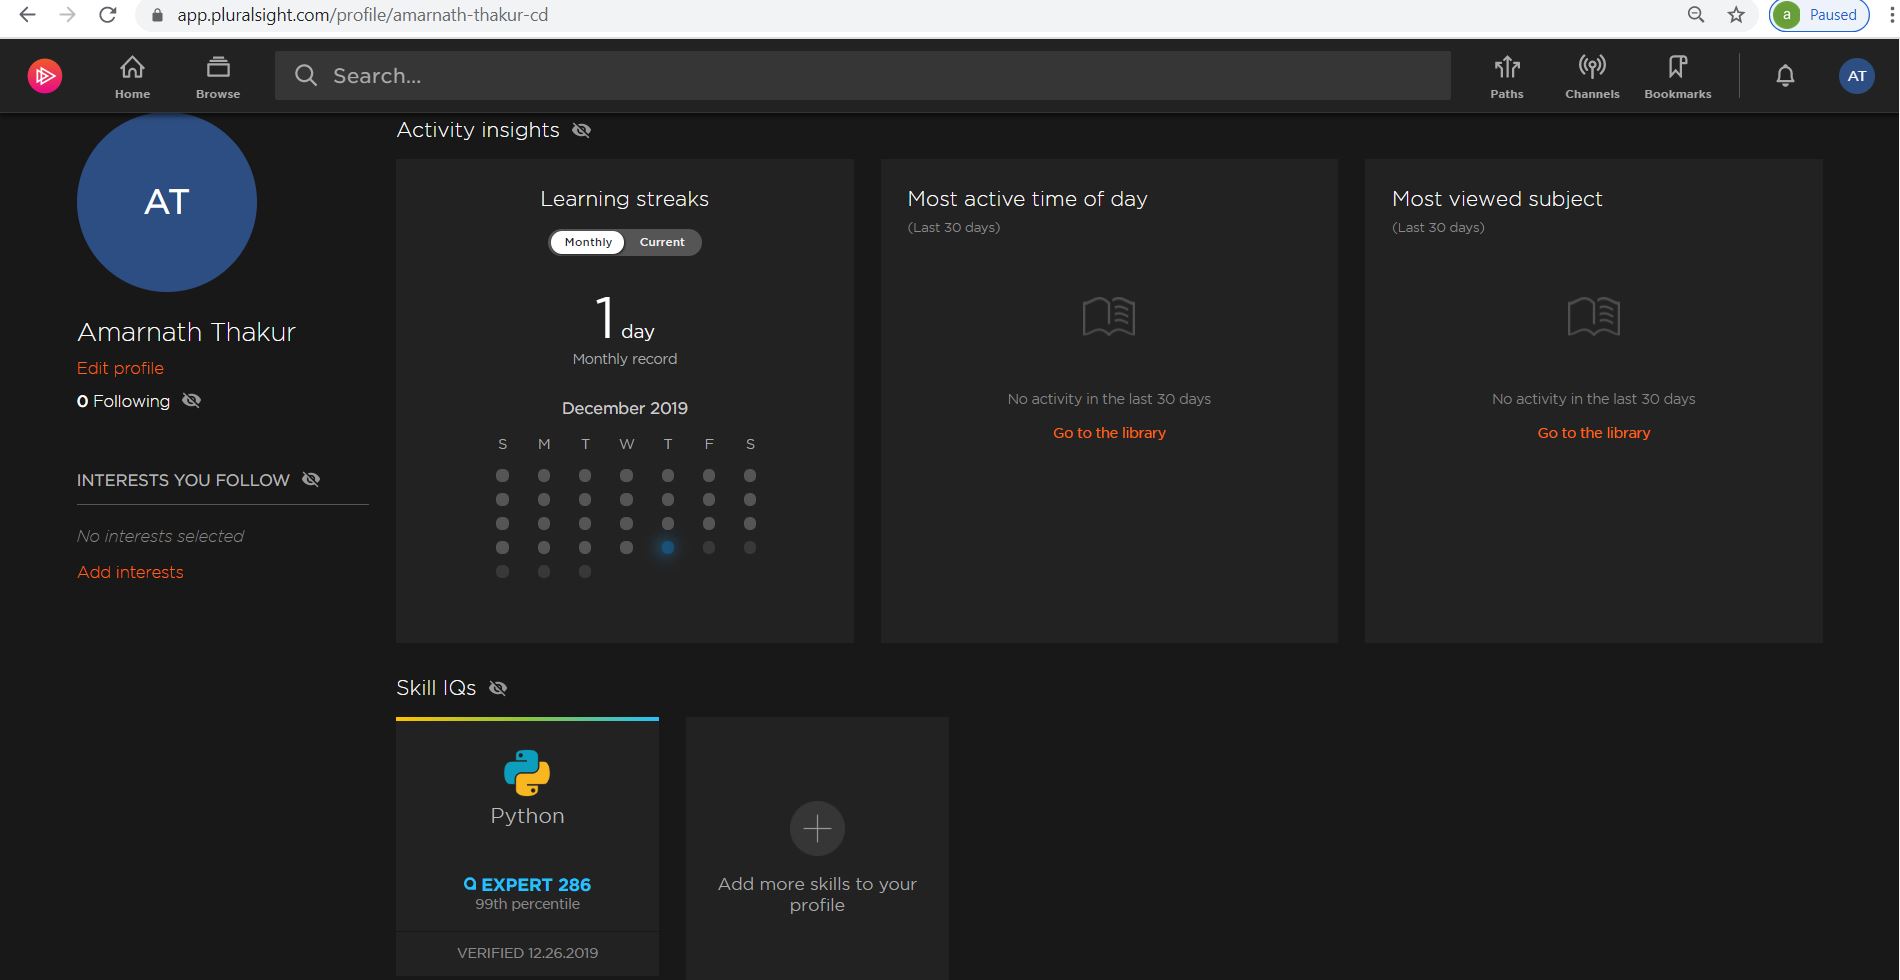 app.pluralsight.com/profile/amarnath-thakur-cd
a
Paused
Home
Browse
Search...
Paths
Channels
Bookmarks
AT
AT
Amarnath Thakur
Edit profile
0 Following
INTERESTS YOU FOLLOW
No interests selected
Add interests
Activity insights
Learning streaks
Monthly
Current
1 day
Monthly record
December 2019
S M T W T F S
Most active time of day
(Last 30 days)
No activity in the last 30 days
Go to the library
Most viewed subject
(Last 30 days)
No activity in the last 30 days
Go to the library
Skill IQs
Python
EXPERT 286
99th percentile
VERIFIED 12.26.2019
Add more skills to your
profile